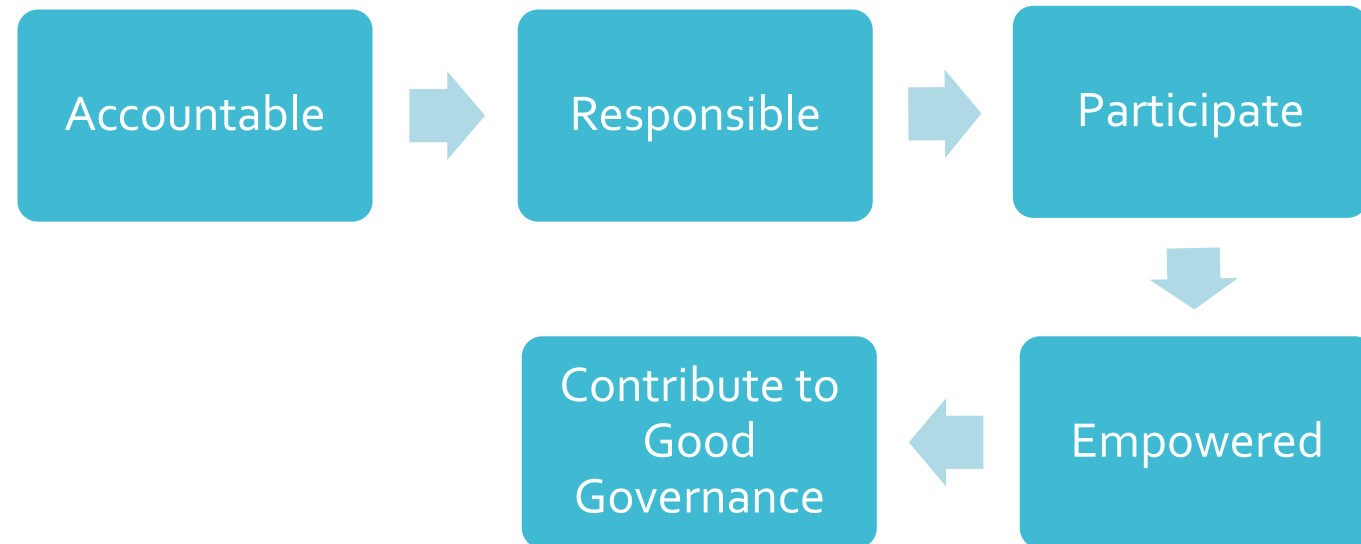 Accountable
Responsible
Participate
Empowered
Contribute to
Good
Governance